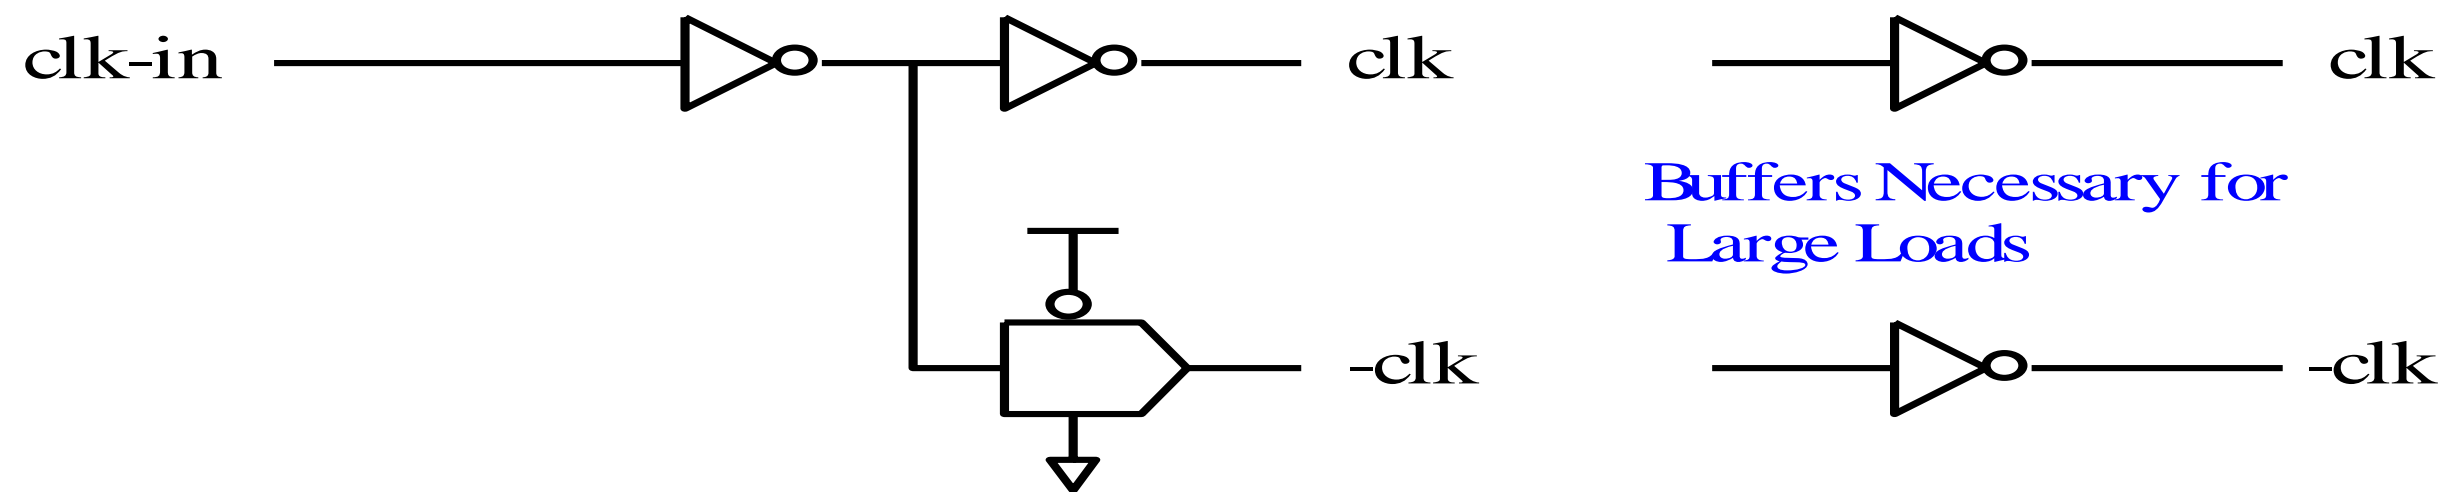 clk-in
clk
clk
Buffers Necessary for
Large Loads
-clk
-clk